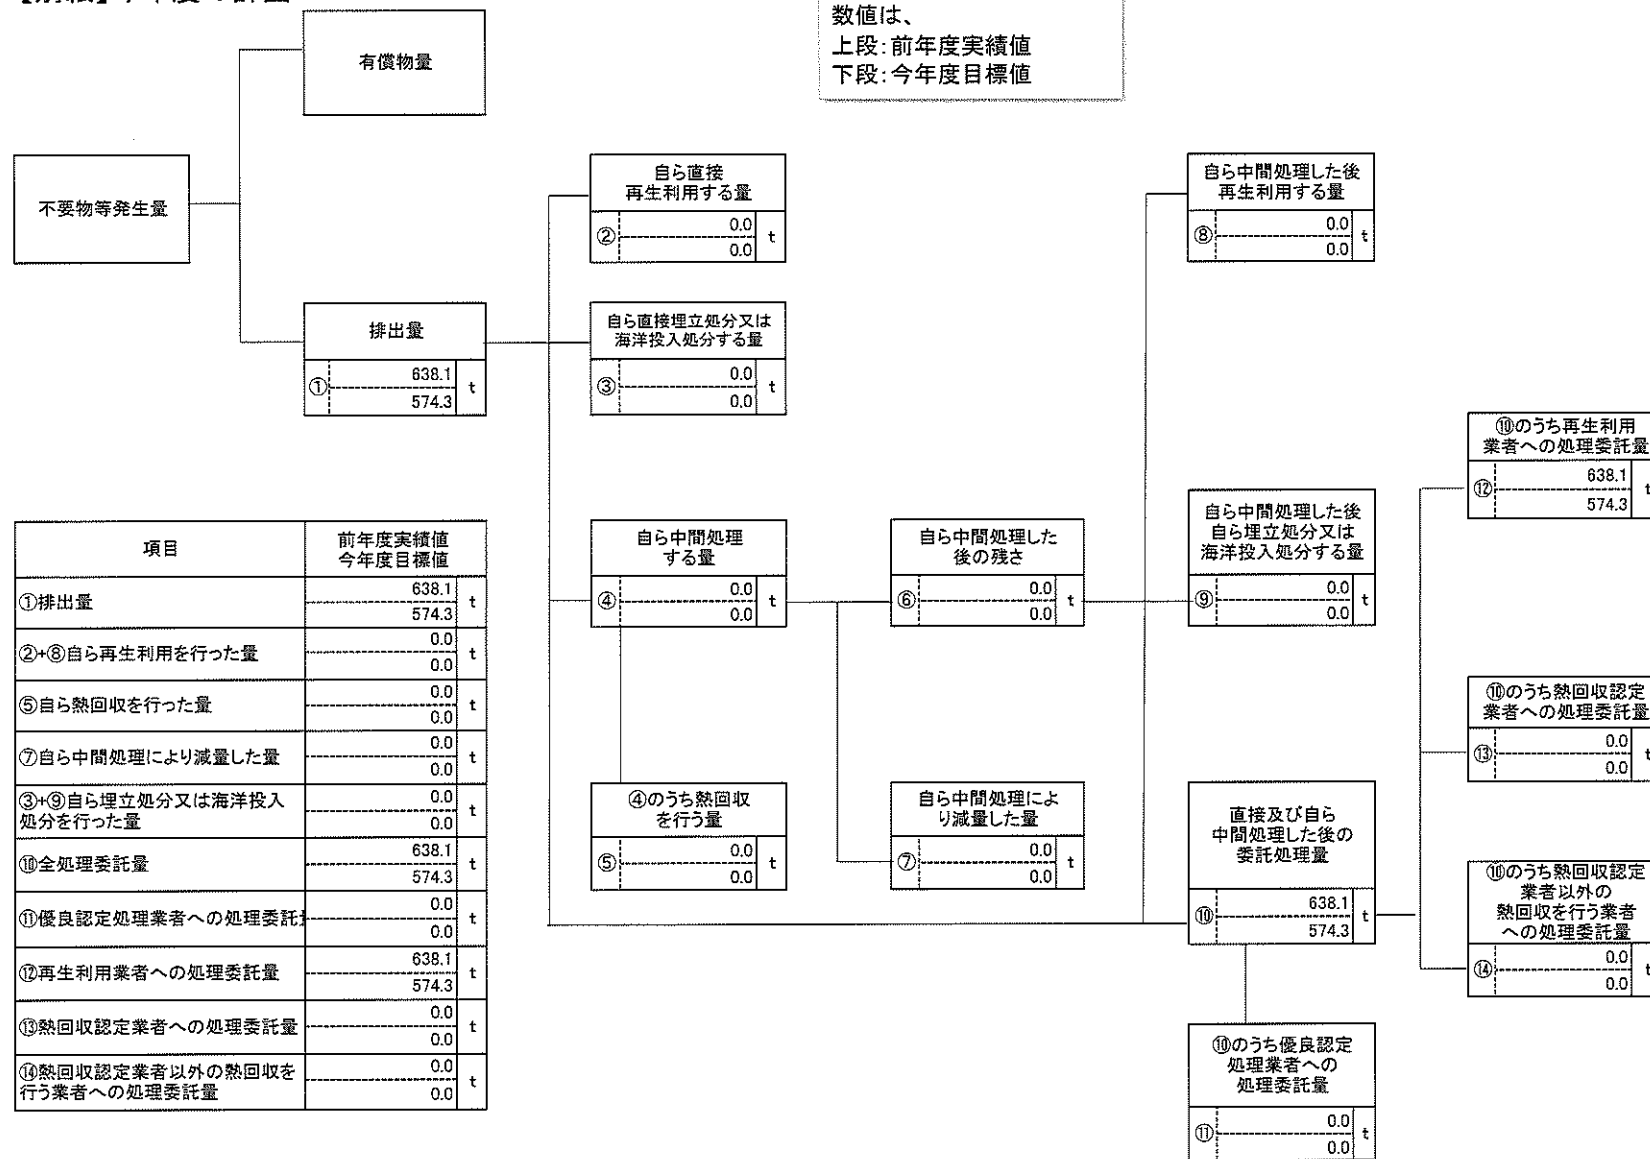 数値は、
上段:前年度実績値
下段:今年度目標値
有償物量
不要物等発生量
排出量
①
638.1
574.3
t
自ら直接
再生利用する量
②
0.0
0.0
t
自ら直接埋立処分又は
海洋投入処分する量
③
0.0
0.0
t
自ら中間処理
する量
④
0.0
0.0
t
④のうち熱回収
を行う量
⑤
0.0
0.0
t
自ら中間処理した
後の残さ
⑥
0.0
0.0
t
自ら中間処理によ
り減量した量
⑦
0.0
0.0
t
自ら中間処理した後
再生利用する量
⑧
0.0
0.0
t
自ら中間処理した後
自ら埋立処分又は
海洋投入処分する量
⑨
0.0
0.0
t
直接及び自ら
中間処理した後の
委託処理量
⑩
638.1
574.3
t
⑩のうち優良認定
処理業者への
処理委託量
⑪
0.0
0.0
t
⑩のうち再生利用
業者への処理委託量
⑫
638.1
574.3
t
⑩のうち熱回収認定
業者への処理委託量
⑬
0.0
0.0
t
⑩のうち熱回収認定
業者以外の
熱回収を行う業者
への処理委託量
⑭
0.0
0.0
t
項目
前年度実績値
今年度目標値
①排出量
638.1
574.3
t
②+⑧自ら再生利用を行った量
0.0
0.0
t
⑤自ら熱回収を行った量
0.0
0.0
t
⑦自ら中間処理により減量した量
0.0
0.0
t
③+⑨自ら埋立処分又は海洋投入
処分を行った量
0.0
0.0
t
⑩全処理委託量
638.1
574.3
t
⑪優良認定処理業者への処理委託
0.0
0.0
t
⑫再生利用業者への処理委託量
638.1
574.3
t
⑬熱回収認定業者への処理委託量
0.0
0.0
t
⑭熱回収認定業者以外の熱回収を
行う業者への処理委託量
0.0
0.0
t